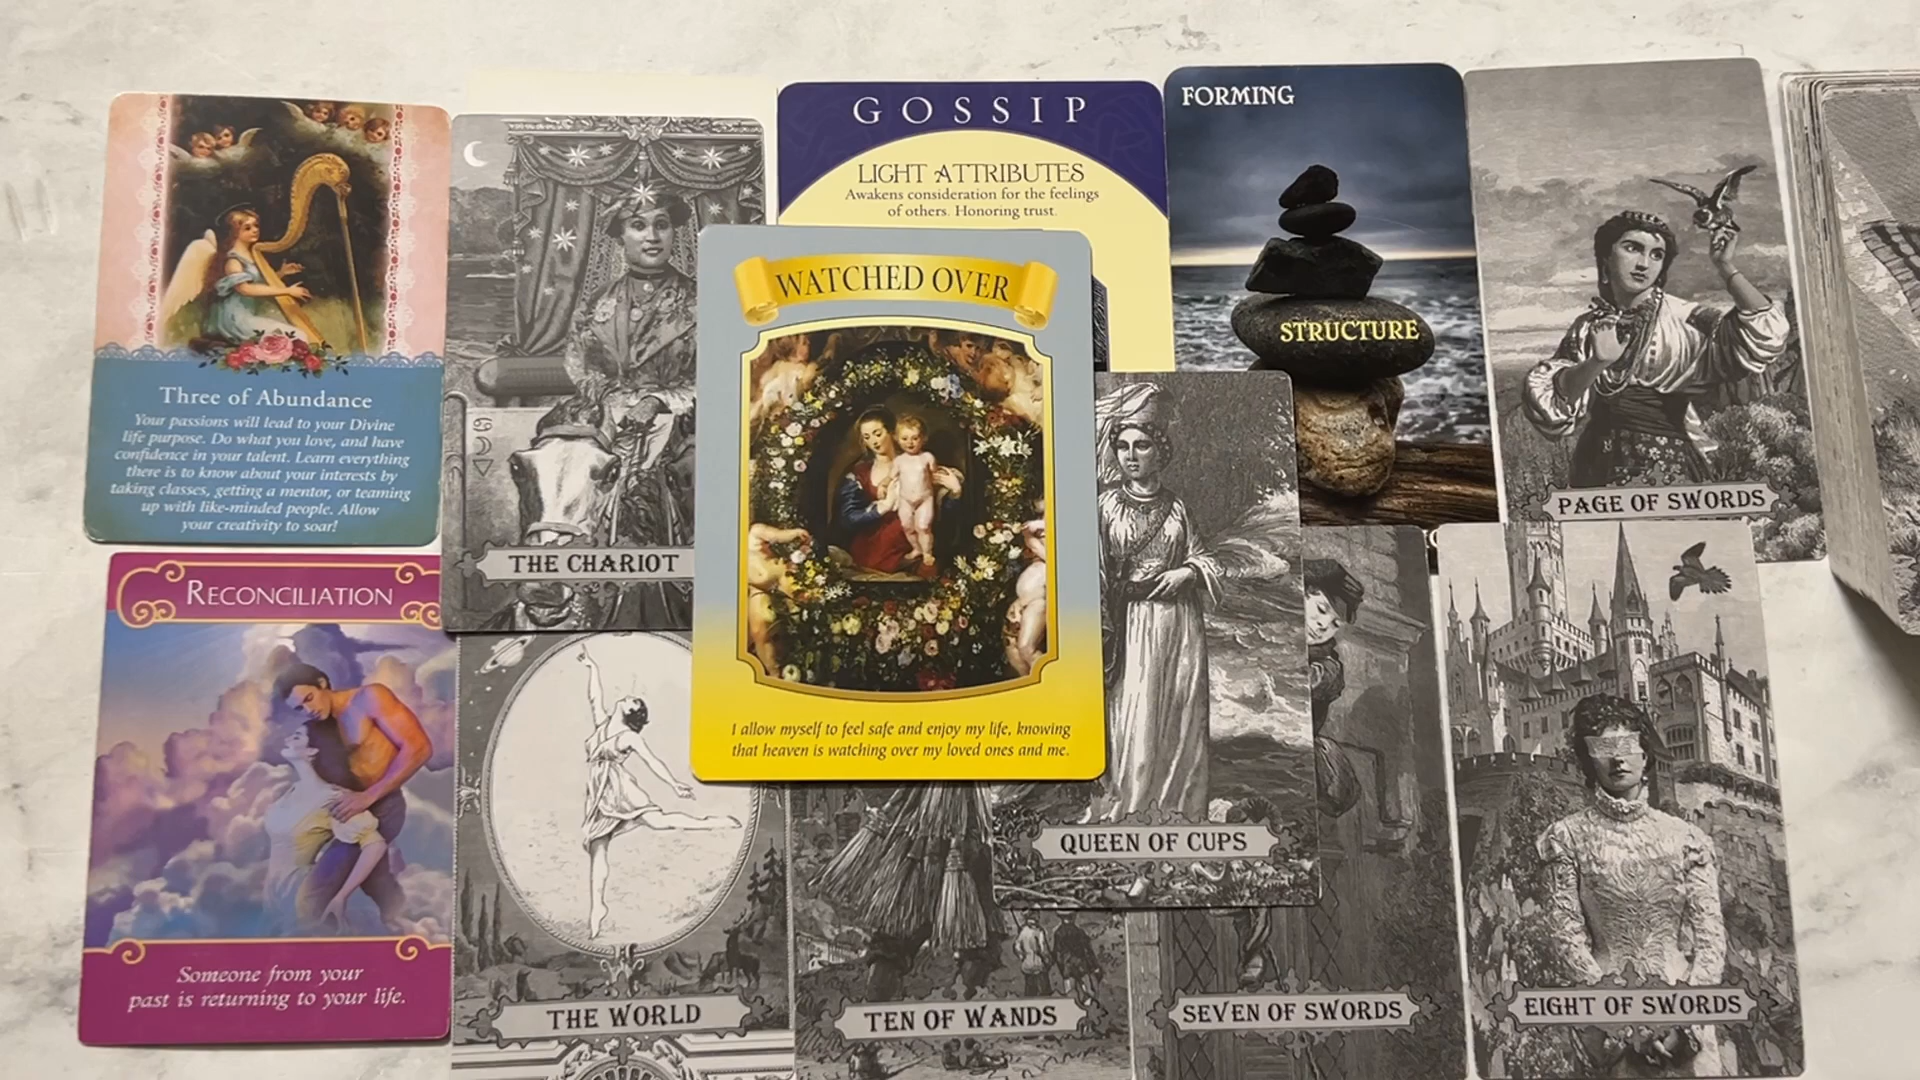 Three of Abundance
Your passions will lead to your Divine
life purpose. Do what you love, and have
confidence in your talent. Learn everything
there is to know about your interests by
taking classes, getting a mentor, or teaming
up with like-minded people. Allow
your creativity to soar!
THE CHARIOT
GOSSIP
LIGHT ATTRIBUTES
Awakens consideration for the feelings
of others. Honoring trust.
FORMING
STRUCTURE
PAGE OF SWORDS
RECONCILIATION
Someone from your
past is returning to your life.
WATCHED OVER
I allow myself to feel safe and enjoy my life, knowing
that heaven is watching over my loved ones and me.
QUEEN OF CUPS
THE WORLD
TEN OF WANDS
SEVEN OF SWORDS
EIGHT OF SWORDS